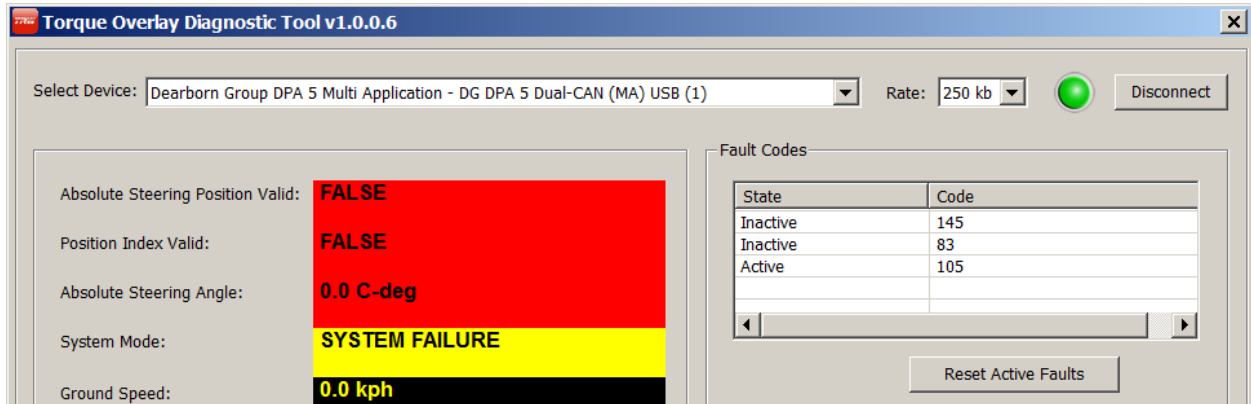 TRW Torque Overlay Diagnostic Tool v1.0.0.6
Select Device: Dearborn Group DPA 5 Multi Application - DG DPA 5 Dual-CAN (MA) USB (1) Rate: 250 kb Disconnect
Absolute Steering Position Valid: FALSE
Position Index Valid: FALSE
Absolute Steering Angle: 0.0 C-deg
System Mode: SYSTEM FAILURE
Ground Speed: 0.0 kph
Fault Codes
State Code
Inactive 145
Inactive 83
Active 105
Reset Active Faults